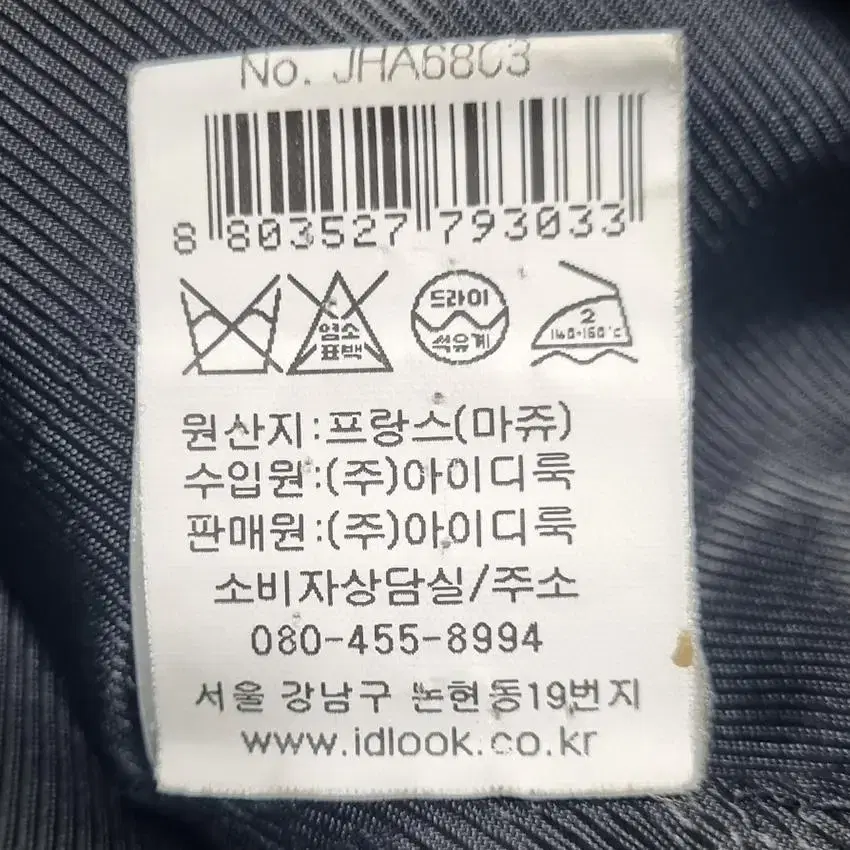 No. JHA6803
8 803527 793033
염소
표백
드라이
석유계
2
140~160°C
원산지:프랑스(마쥬)
수입원:(주)아이디룩
판매원:(주)아이디룩
소비자상담실/주소
080-455-8994
서울 강남구 논현동19번지
www.idlook.co.kr